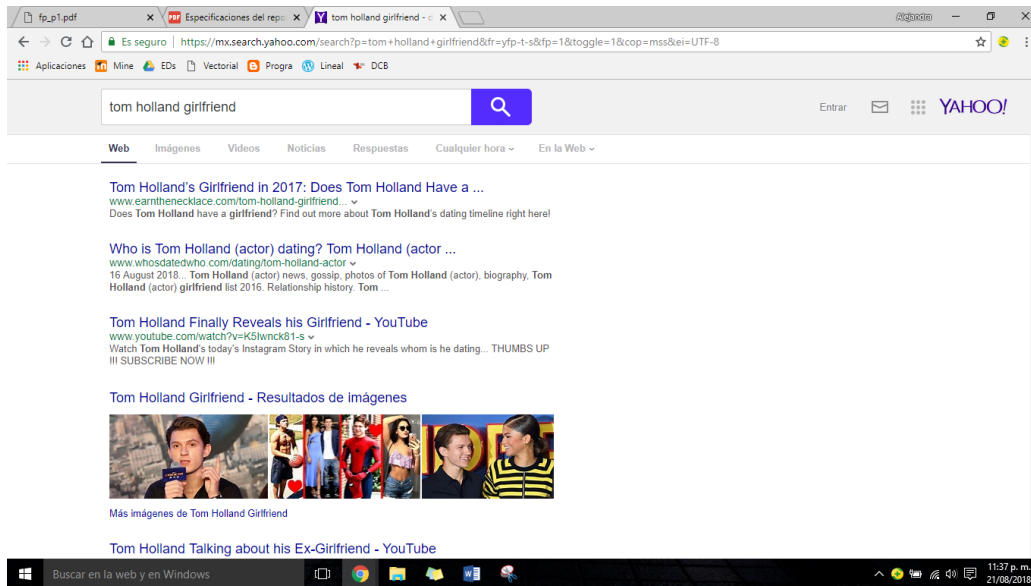 fp_p1.pdf
PDF Especificaciones del repo
tom holland girlfriend - 
Alejandra
Es seguro | https://mx.search.yahoo.com/search?p=tom+holland+girlfriend&fr=yfp-t-s&fp=1&toggle=1&cop=mss&ei=UTF-8
Aplicaciones Mine EDs Vectorial Progra Lineal DCB
tom holland girlfriend
Entrar YAHOO!
Web Imágenes Videos Noticias Respuestas Cualquier hora En la Web
Tom Holland's Girlfriend in 2017: Does Tom Holland Have a ...
www.earnthenecklace.com/tom-holland-girlfriend...
Does Tom Holland have a girlfriend? Find out more about Tom Holland's dating timeline right here!
Who is Tom Holland (actor) dating? Tom Holland (actor ...
www.whosdatedwho.com/dating/tom-holland-actor
16 August 2018... Tom Holland (actor) news, gossip, photos of Tom Holland (actor), biography, Tom
Holland (actor) girlfriend list 2016. Relationship history. Tom ...
Tom Holland Finally Reveals his Girlfriend - YouTube
www.youtube.com/watch?v=K5lwnck81-s
Watch Tom Holland's today's Instagram Story in which he reveals whom is he dating... THUMBS UP
!!! SUBSCRIBE NOW !!!
Tom Holland Girlfriend - Resultados de imágenes
Más imágenes de Tom Holland Girlfriend
Tom Holland Talking about his Ex-Girlfriend - YouTube
Buscar en la web y en Windows
11:37 p. m.
21/08/2018